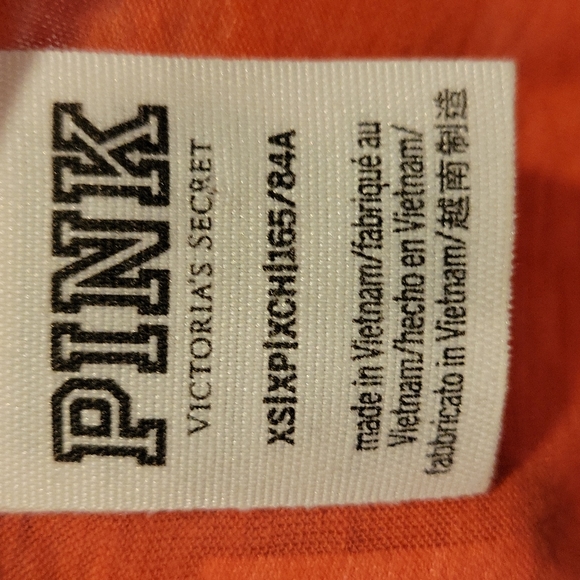 PINK
VICTORIA'S SECRET
XS|XP|XCH|165/84A
made in Vietnam/fabriqué au
Vietnam/hecho en Vietnam/
fabbricato in Vietnam/越南制造